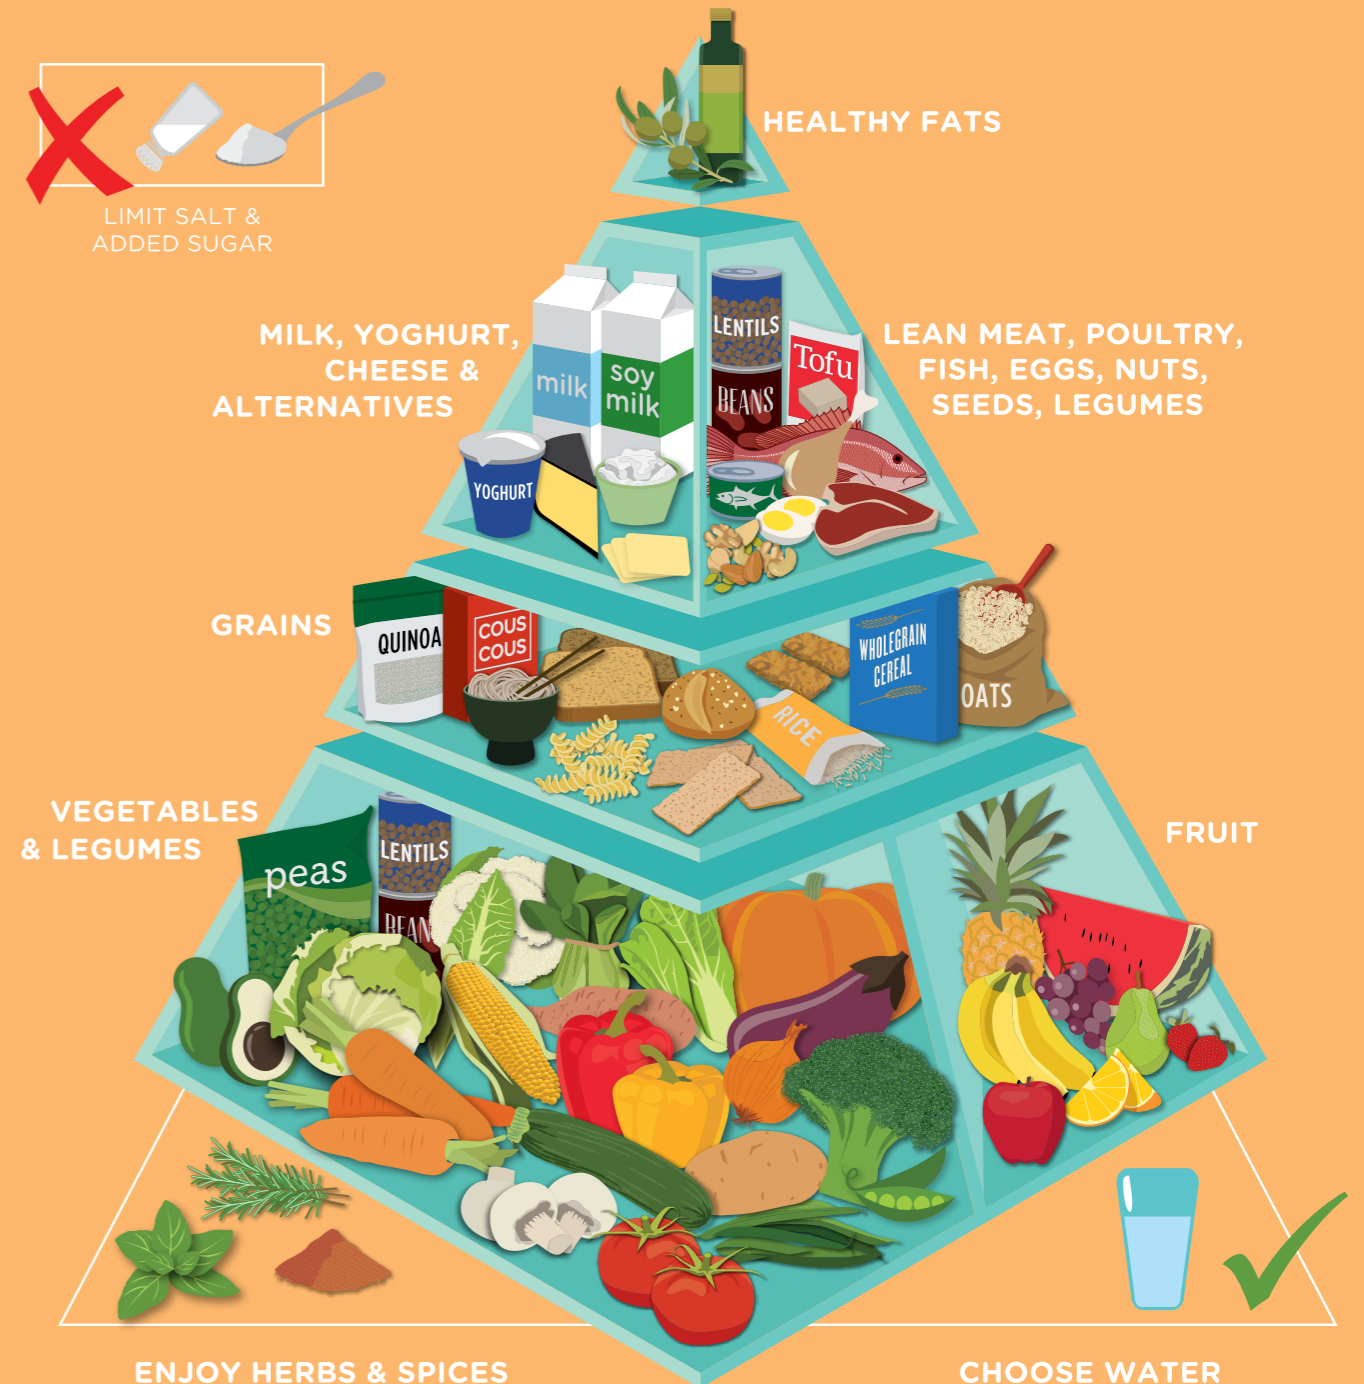 HEALTHY FATS
LIMIT SALT &
ADDED SUGAR
MILK, YOGHURT,
CHEESE &
ALTERNATIVES
LEAN MEAT, POULTRY,
FISH, EGGS, NUTS,
SEEDS, LEGUMES
milk
soy
milk
YOGHURT
LENTILS
BEANS
Tofu
GRAINS
QUINOA
COUS
COUS
RICE
WHOLEGRAIN
CEREAL
OATS
VEGETABLES
& LEGUMES
peas
LENTILS
BEAN
FRUIT
ENJOY HERBS & SPICES
CHOOSE WATER